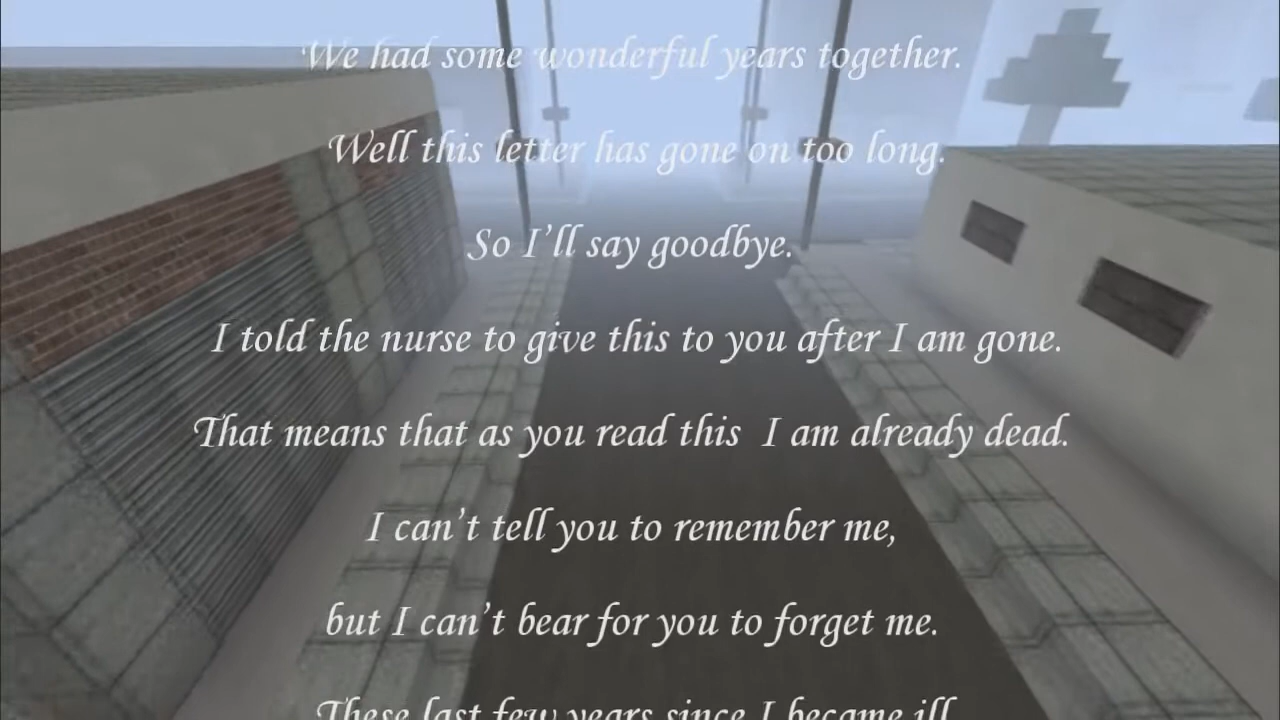 We had some wonderful years together.
Well this letter has gone on too long.
So I'll say goodbye.
I told the nurse to give this to you after I am gone.
That means that as you read this I am already dead.
I can't tell you to remember me,
but I can't bear for you to forget me.
These last few years since I became ill